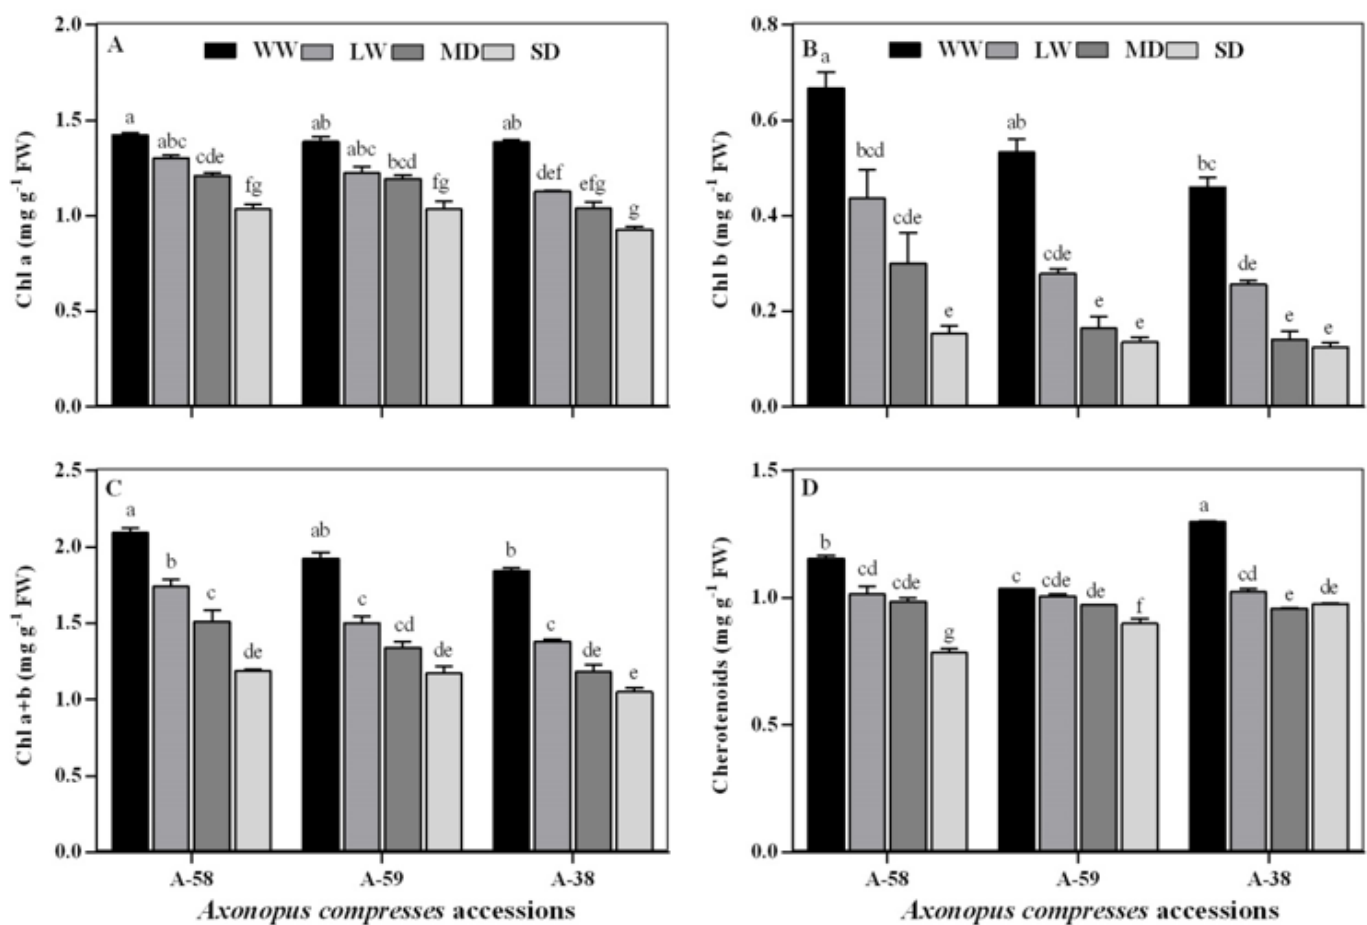 A
WW LW MD SD
Chl a (mg g-1 FW)
2.0
1.5
1.0
0.5
0.0
a abc cde fg
ab abc bcd fg
ab def efg g
B
WW LW MD SD
Chl b (mg g-1 FW)
0.8
0.6
0.4
0.2
0.0
a bcd cde e
ab cde e e
bc de e e
C
Chl a+b (mg g-1 FW)
2.5
2.0
1.5
1.0
0.5
0.0
a b c de
ab c cd de
b c de e
A-58 A-59 A-38
Axonopus compresses accessions
D
Cherotenoids (mg g-1 FW)
1.5
1.0
0.5
0.0
b cd cde g
c cde de f
a cd e de
A-58 A-59 A-38
Axonopus compresses accessions